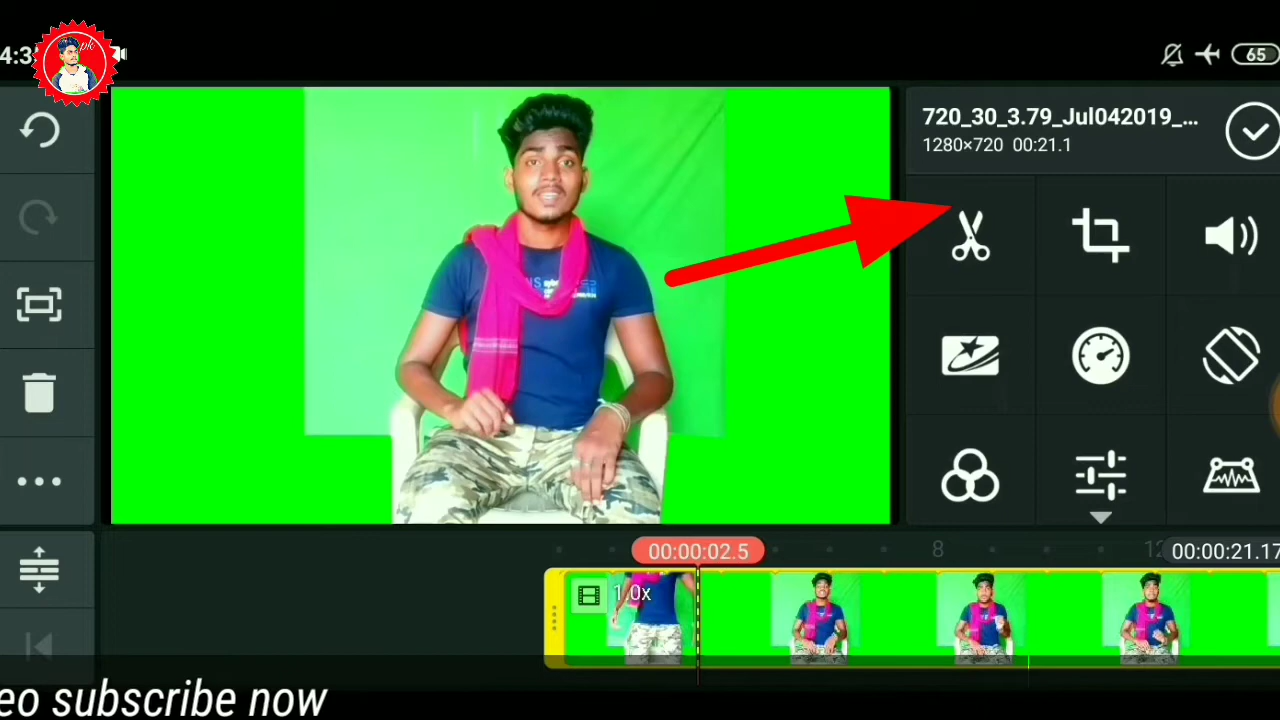 4:3
pk
65
720_30_3.79_Jul042019_...
1280×720 00:21.1
00:00:02.5
8
12
00:00:21.17
1.0x
eo subscribe now